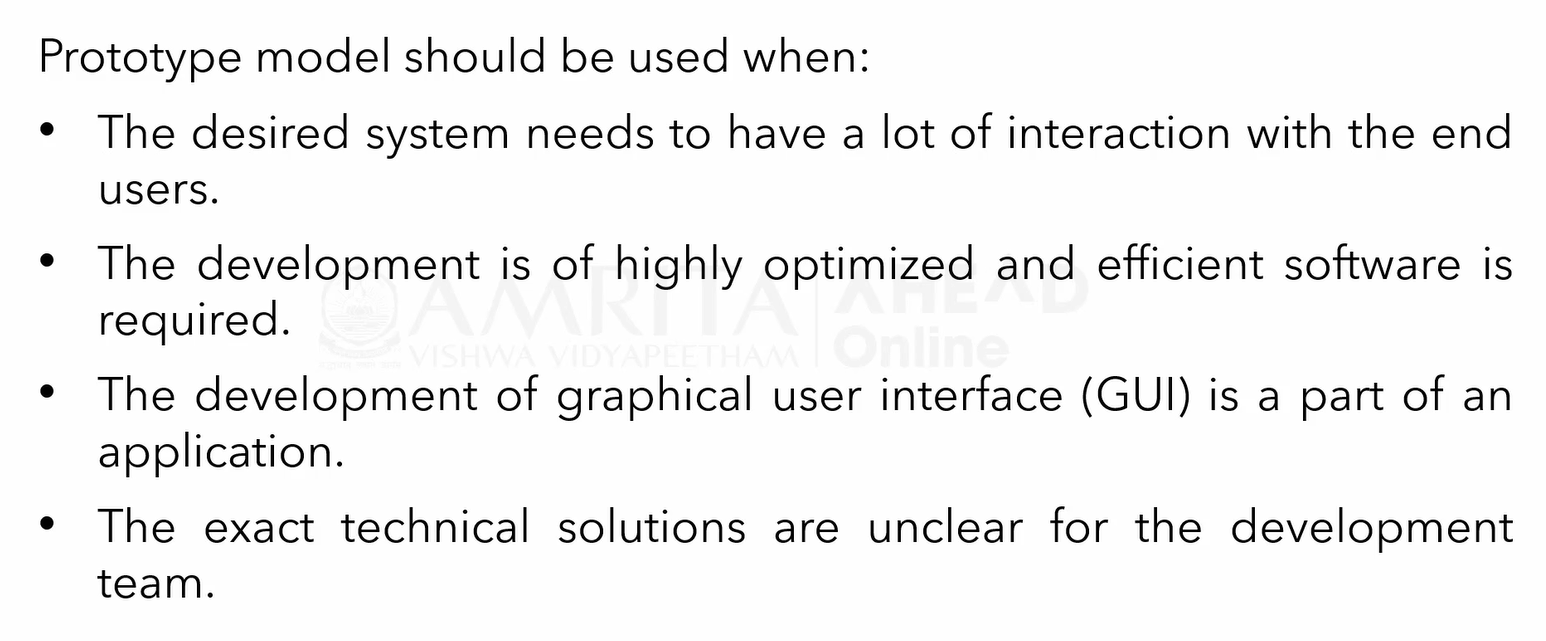 Prototype model should be used when:
• The desired system needs to have a lot of interaction with the end
users.
• The development is of highly optimized and efficient software is
required.
• The development of graphical user interface (GUI) is a part of an
application.
• The exact technical solutions are unclear for the development
team.
AMRITA
VISHWA VIDYAPEETHAM
AHEAD
Online